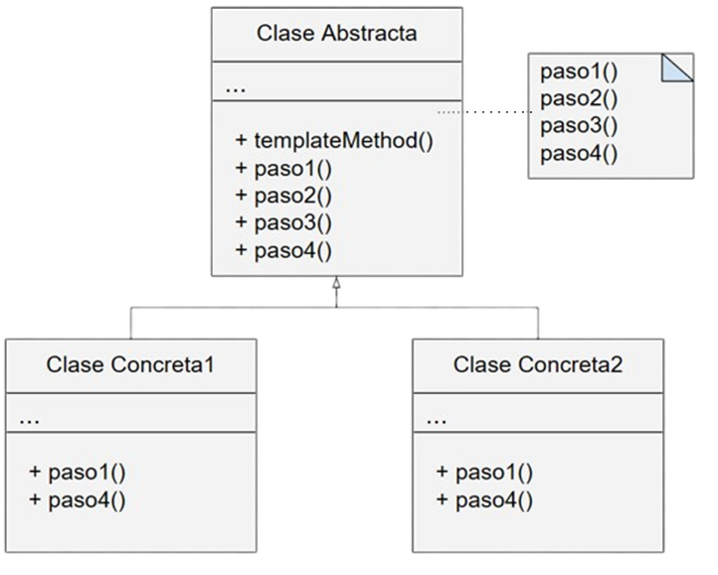 Clase Abstracta
...
+ templateMethod()
+ paso1()
+ paso2()
+ paso3()
+ paso4()
paso1()
paso2()
paso3()
paso4()
Clase Concreta1
...
+ paso1()
+ paso4()
Clase Concreta2
...
+ paso1()
+ paso4()